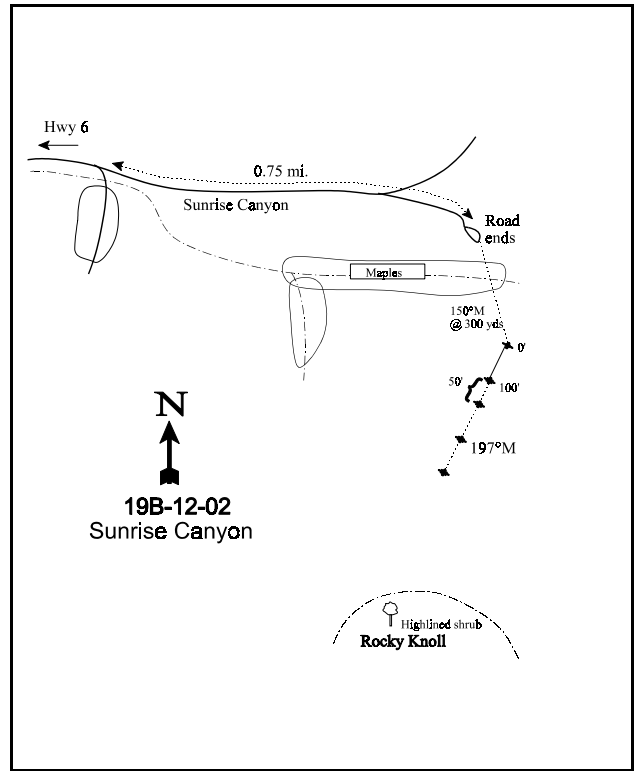 Hwy 6
0.75 mi.
Sunrise Canyon
Road
ends
Maples
150°M
@ 300 yds
0'
50'
100'
197°M
N
19B-12-02
Sunrise Canyon
Highlined shrub
Rocky Knoll